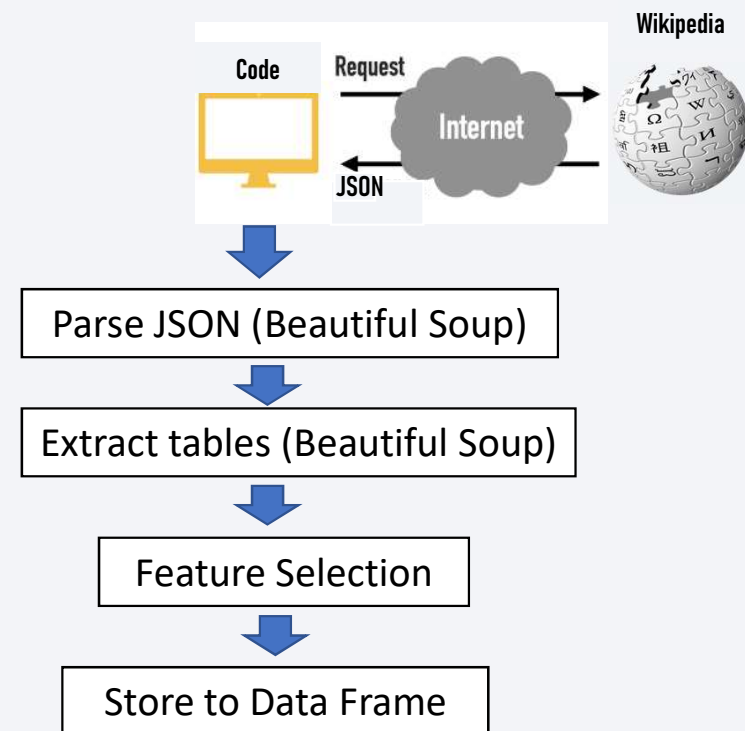 Wikipedia
Code
Request
Internet
JSON
W
Ω
И
祖
Parse JSON (Beautiful Soup)
Extract tables (Beautiful Soup)
Feature Selection
Store to Data Frame